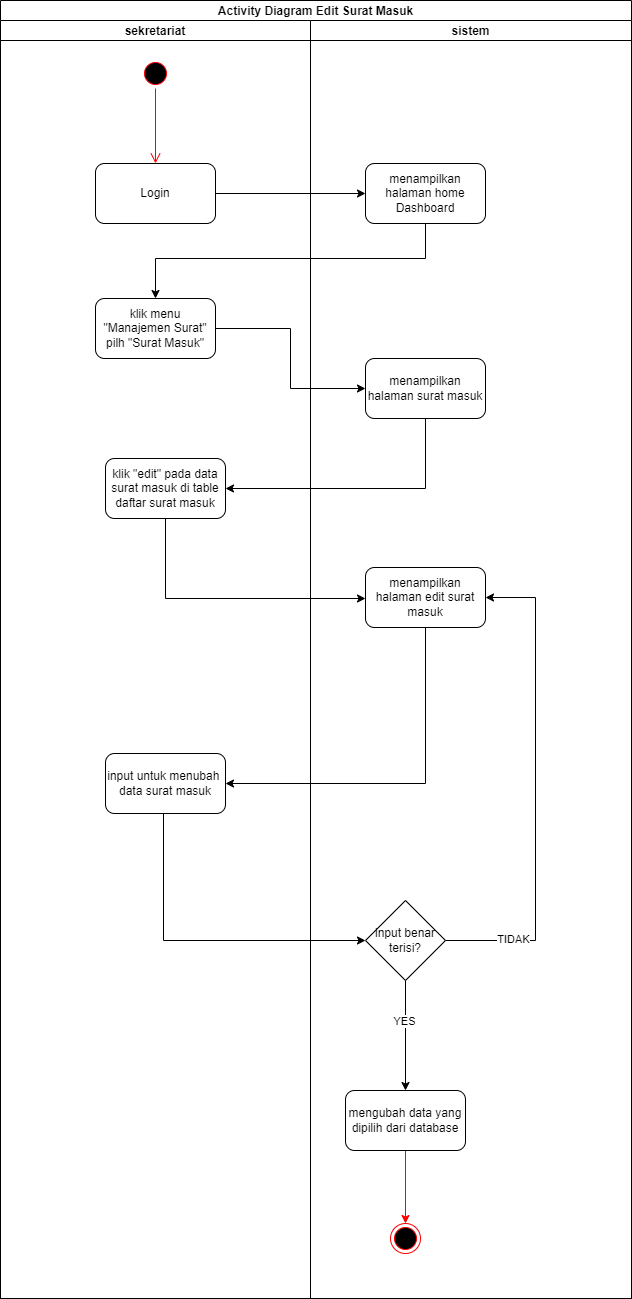 Activity Diagram Edit Surat Masuk
sekretariat
sistem
Login
menampilkan
halaman home
Dashboard
klik menu
"Manajemen Surat"
pilh "Surat Masuk"
menampilkan
halaman surat masuk
klik "edit" pada data
surat masuk di table
daftar surat masuk
menampilkan
halaman edit surat
masuk
input untuk menubah
data surat masuk
input benar
terisi?
TIDAK
YES
mengubah data yang
dipilih dari database